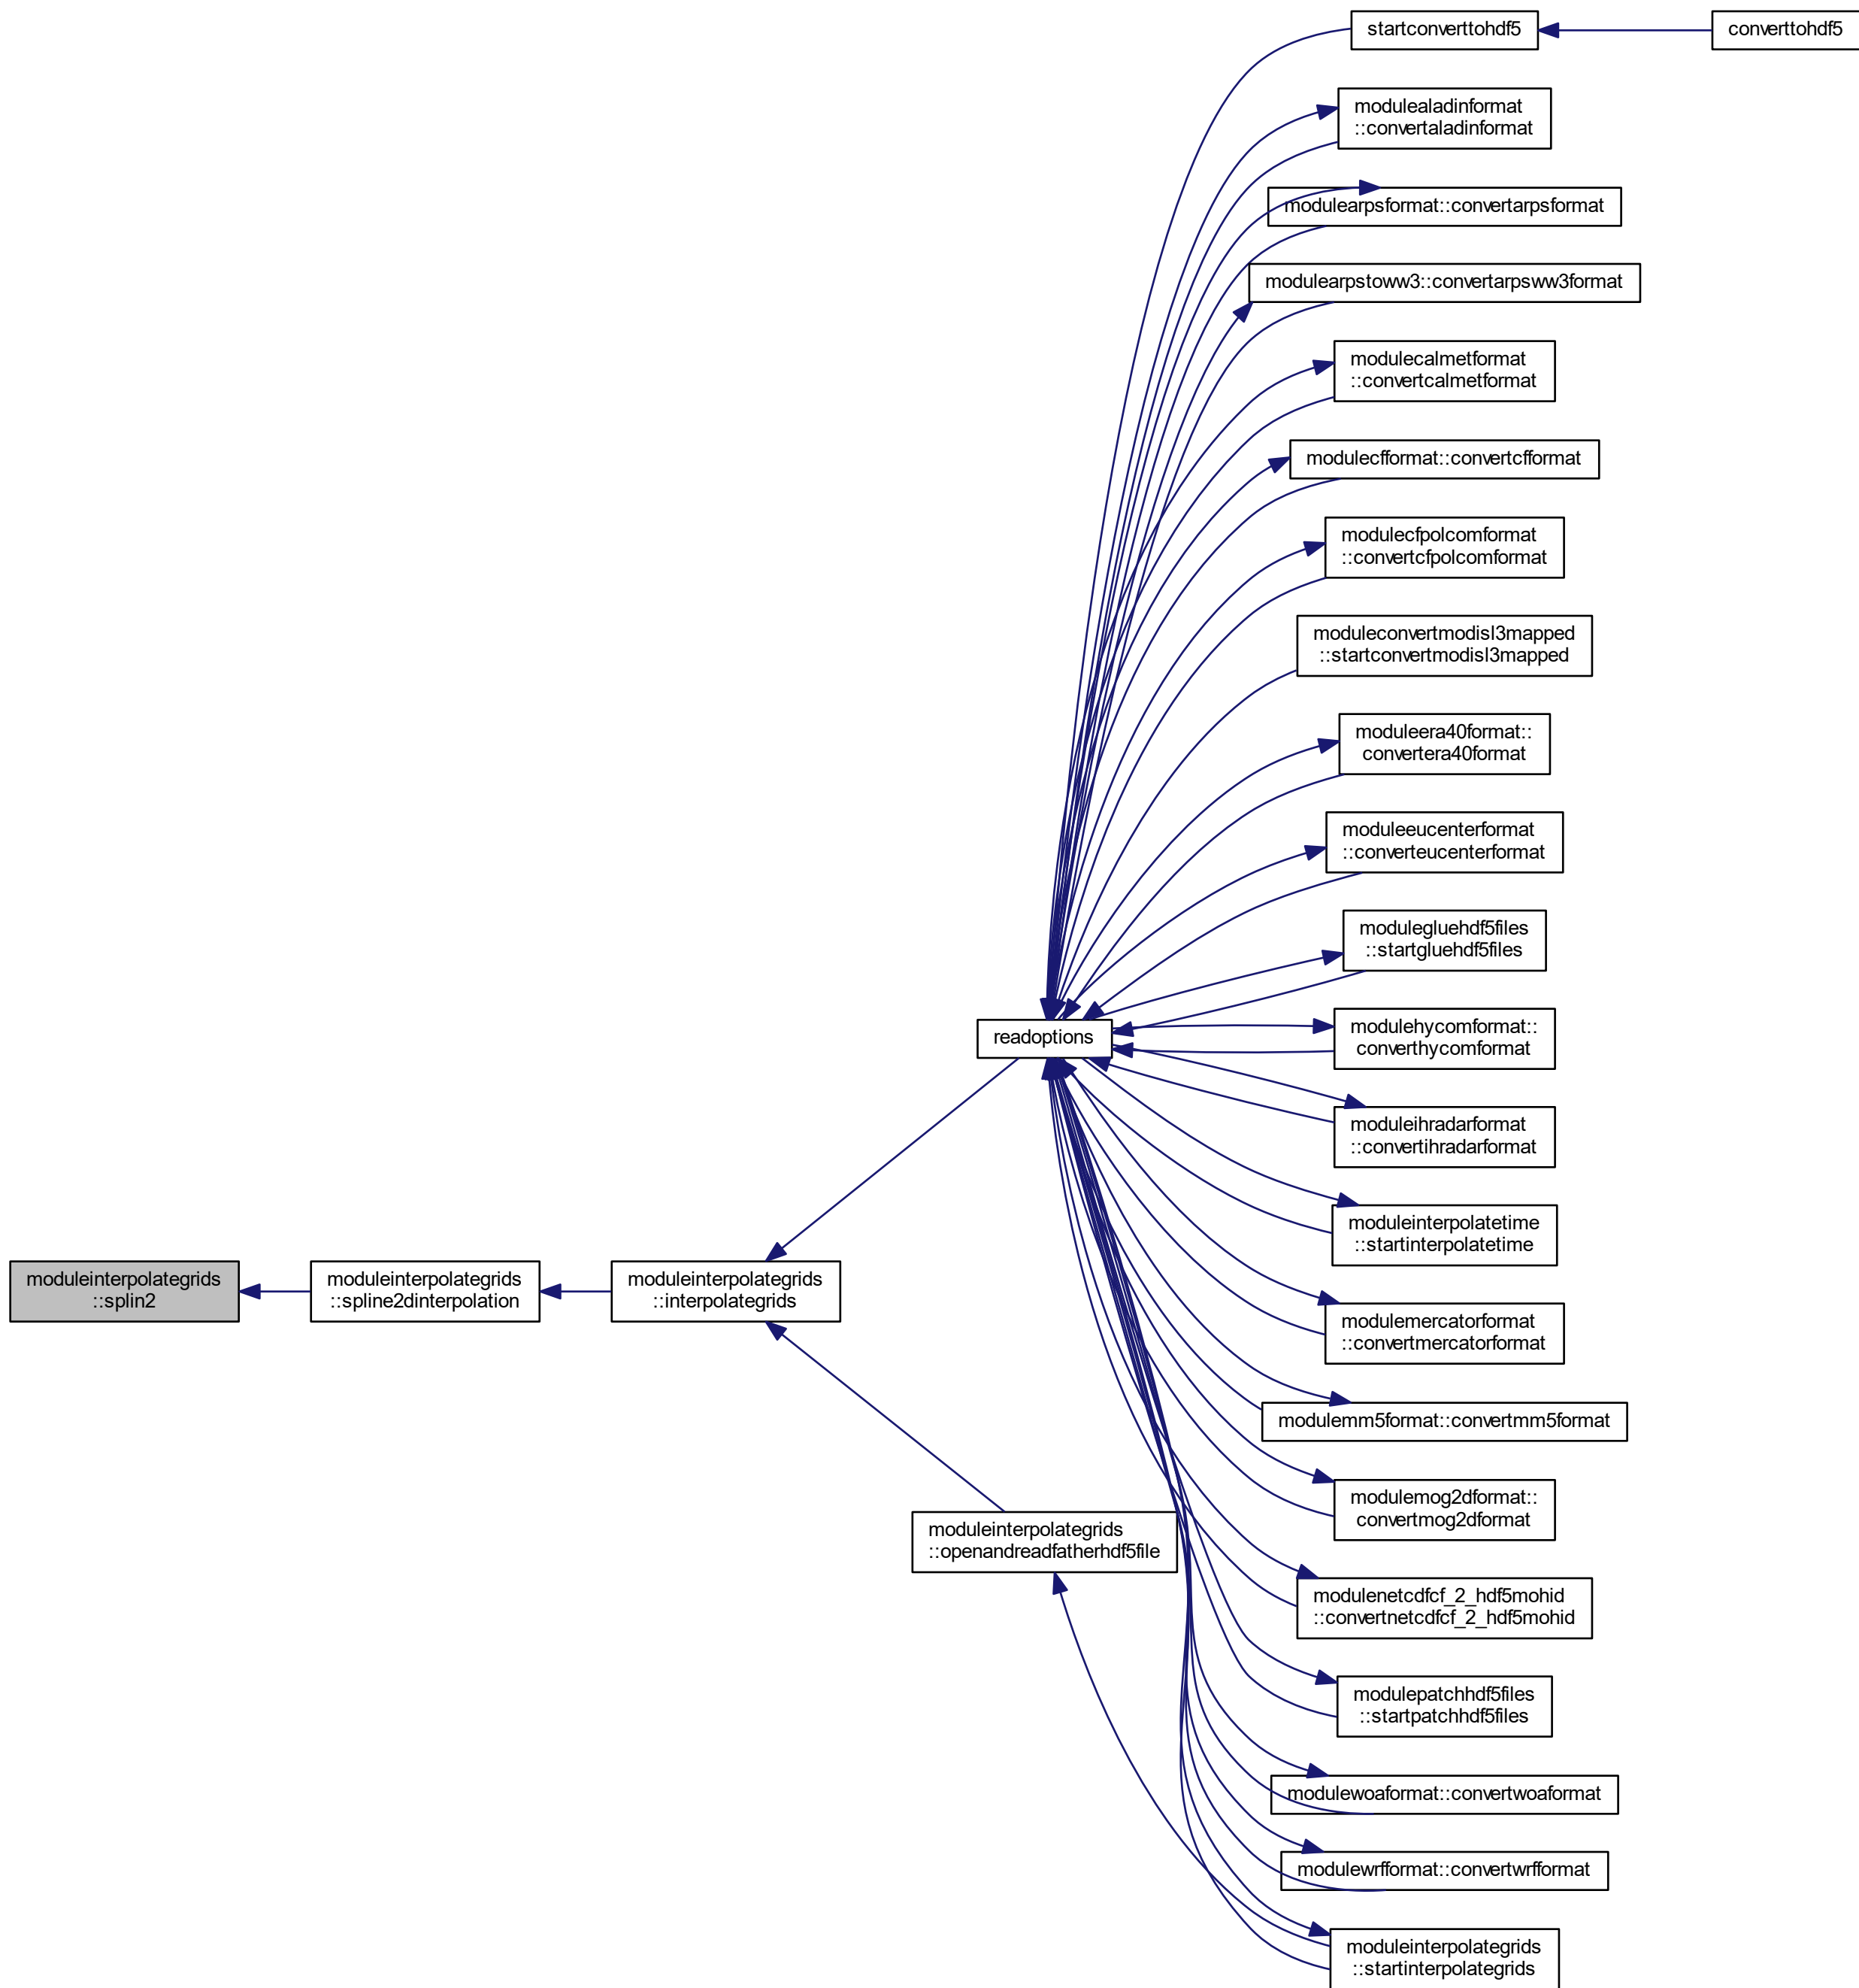 startconverttohdf5
converttohdf5
modulealadinformat
::convertaladinformat
modulearpsformat::convertarpsformat
modulearpstoww3::convertarpsww3format
modulecalmetformat
::convertcalmetformat
modulecfformat::convertcfformat
modulecfpolcomformat
::convertcfpolcomformat
moduleconvertmodisl3mapped
::startconvertmodisl3mapped
moduleera40format::
convertera40format
moduleeucenterformat
::converteucenterformat
modulegluehdf5files
::startgluehdf5files
readoptions
modulehycomformat::
converthycomformat
moduleihradarformat
::convertihradarformat
moduleinterpolatetime
::startinterpolatetime
moduleinterpolategrids
::splin2
moduleinterpolategrids
::spline2dinterpolation
moduleinterpolategrids
::interpolategrids
modulemercatorformat
::convertmercatorformat
modulemm5format::convertmm5format
modulemog2dformat::
convertmog2dformat
moduleinterpolategrids
::openandreadfatherhdf5file
modulenetcdfcf_2_hdf5mohid
::convertnetcdfcf_2_hdf5mohid
modulepatchhdf5files
::startpatchhdf5files
modulewoaformat::convertwoaformat
modulewrfformat::convertwrfformat
moduleinterpolategrids
::startinterpolategrids